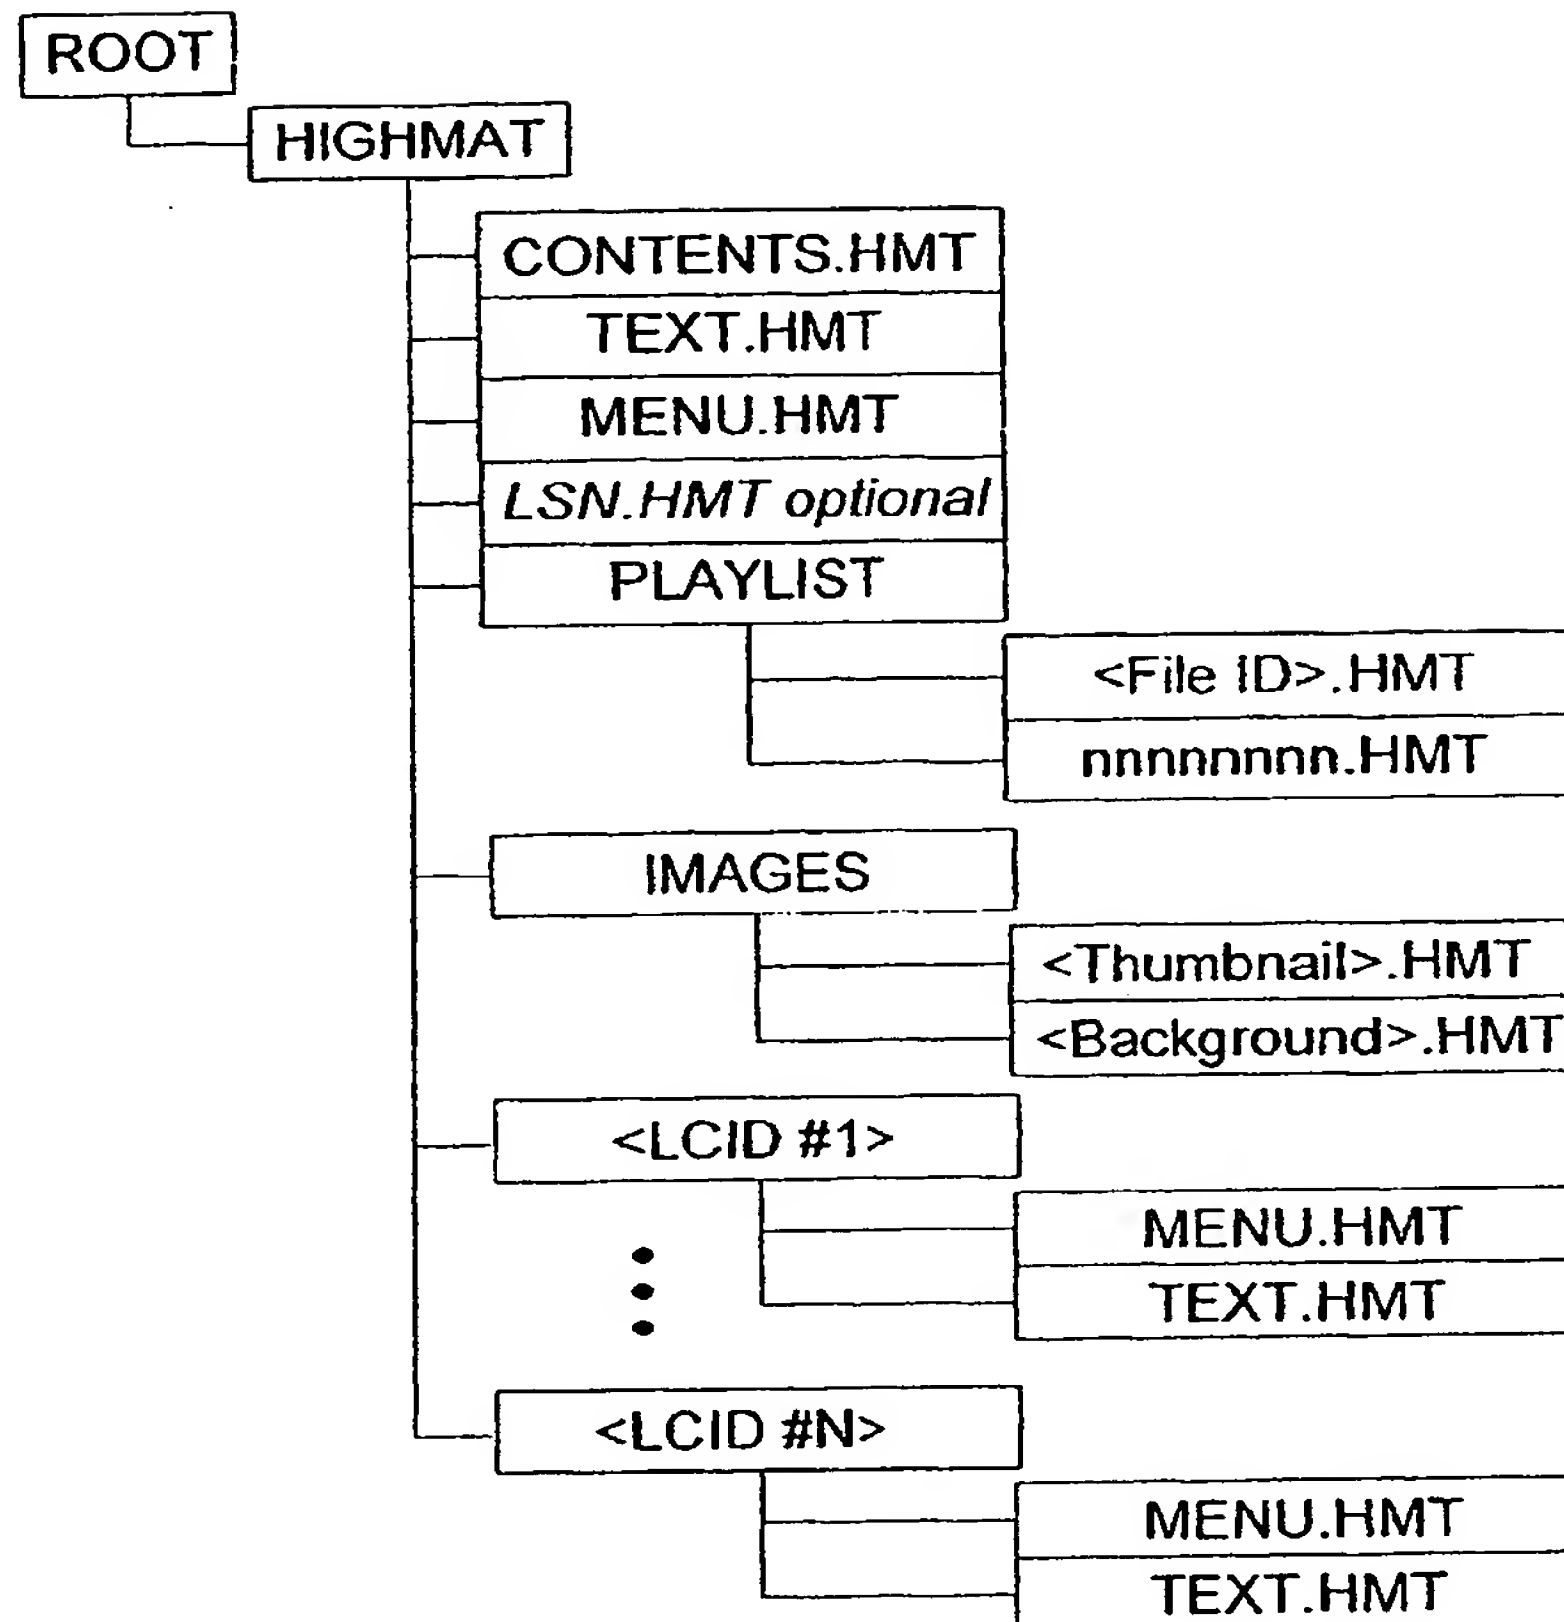 ROOT
HIGHMAT
CONTENTS.HMT
TEXT.HMT
MENU.HMT
LSN.HMT optional
PLAYLIST
<File ID>.HMT
nnnnnnnn.HMT
IMAGES
<Thumbnail>.HMT
<Background>.HMT
<LCID #1>
MENU.HMT
TEXT.HMT
<LCID #N>
MENU.HMT
TEXT.HMT